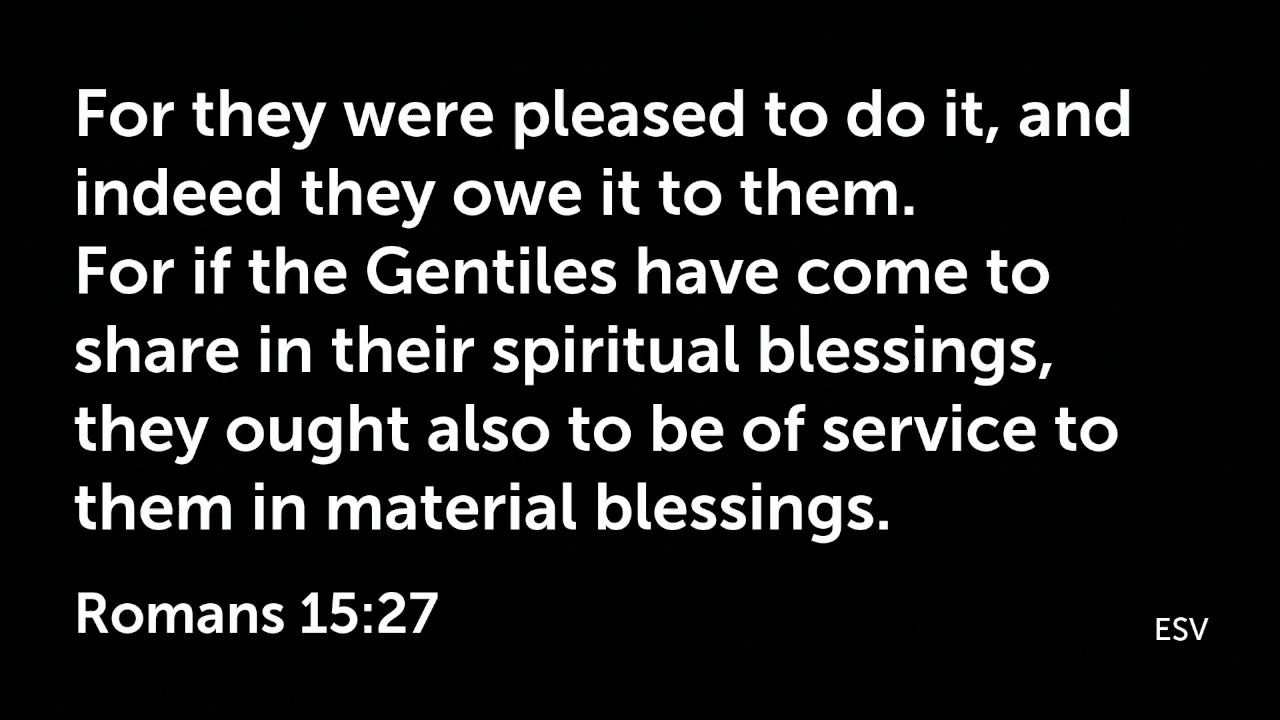 For they were pleased to do it, and
indeed they owe it to them.
For if the Gentiles have come to
share in their spiritual blessings,
they ought also to be of service to
them in material blessings.
Romans 15:27
ESV